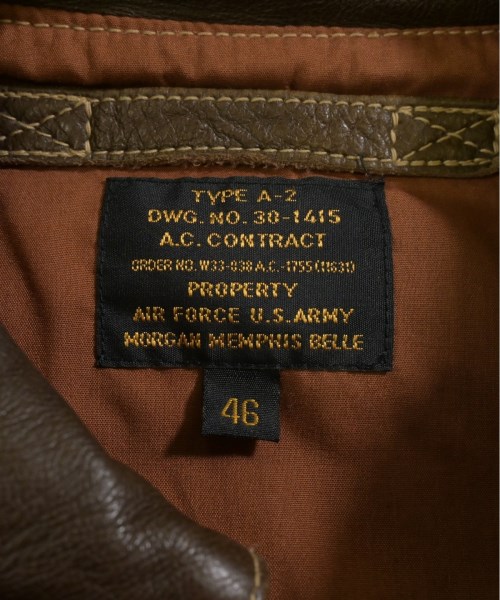 TYPE A-2
DWG. NO. 30-1415
A.C. CONTRACT
ORDER NO. W33-038 A.C.-1755 (11631)
PROPERTY
AIR FORCE U.S. ARMY
MORGAN MEMPHIS BELLE
46